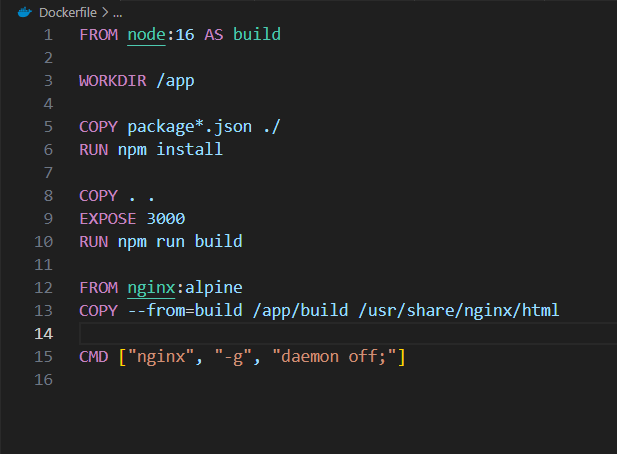 Dockerfile > ...
1 FROM node:16 AS build
2
3 WORKDIR /app
4
5 COPY package*.json ./
6 RUN npm install
7
8 COPY . .
9 EXPOSE 3000
10 RUN npm run build
11
12 FROM nginx:alpine
13 COPY --from=build /app/build /usr/share/nginx/html
14
15 CMD ["nginx", "-g", "daemon off;"]
16